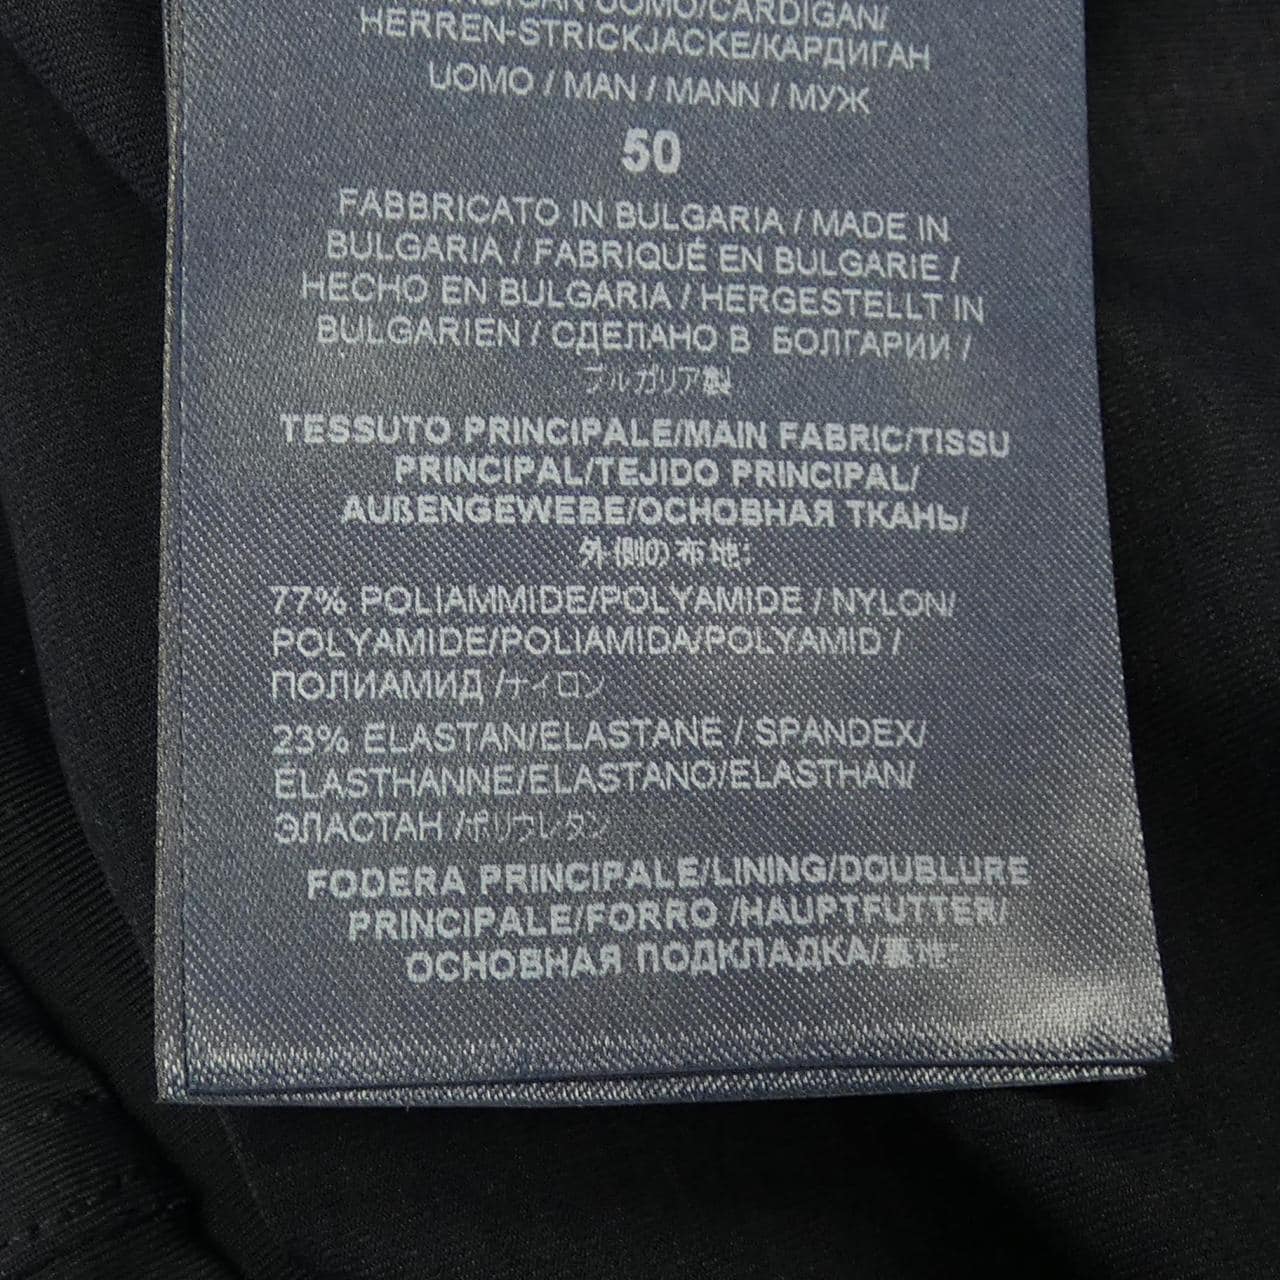 CARDIGAN UOMO/CARDIGAN/
HERREN-STRICKJACKE/КАРДИГАН
UOMO / MAN / MANN / МУЖ
50
FABBRICATO IN BULGARIA / MADE IN
BULGARIA / FABRIQUÉ EN BULGARIE /
HECHO EN BULGARIA / HERGESTELLT IN
BULGARIEN / СДЕЛАНО В БОЛГАРИИ /
ブルガリア製
TESSUTO PRINCIPALE/MAIN FABRIC/TISSU
PRINCIPAL/TEJIDO PRINCIPAL/
AUßENGEWEBE/ОСНОВНАЯ ТКАНЬ/
外側の布地:
77% POLIAMMIDE/POLYAMIDE / NYLON/
POLYAMIDE/POLIAMIDA/POLYAMID /
ПОЛИАМИД /ナイロン
23% ELASTAN/ELASTANE / SPANDEX/
ELASTHANNE/ELASTANO/ELASTHAN/
ЭЛАСТАН /ポリウレタン
FODERA PRINCIPALE/LINING/DOUBLURE
PRINCIPALE/FORRO /HAUPTFUTTER/
ОСНОВНАЯ ПОДКЛАДКА/裏地: